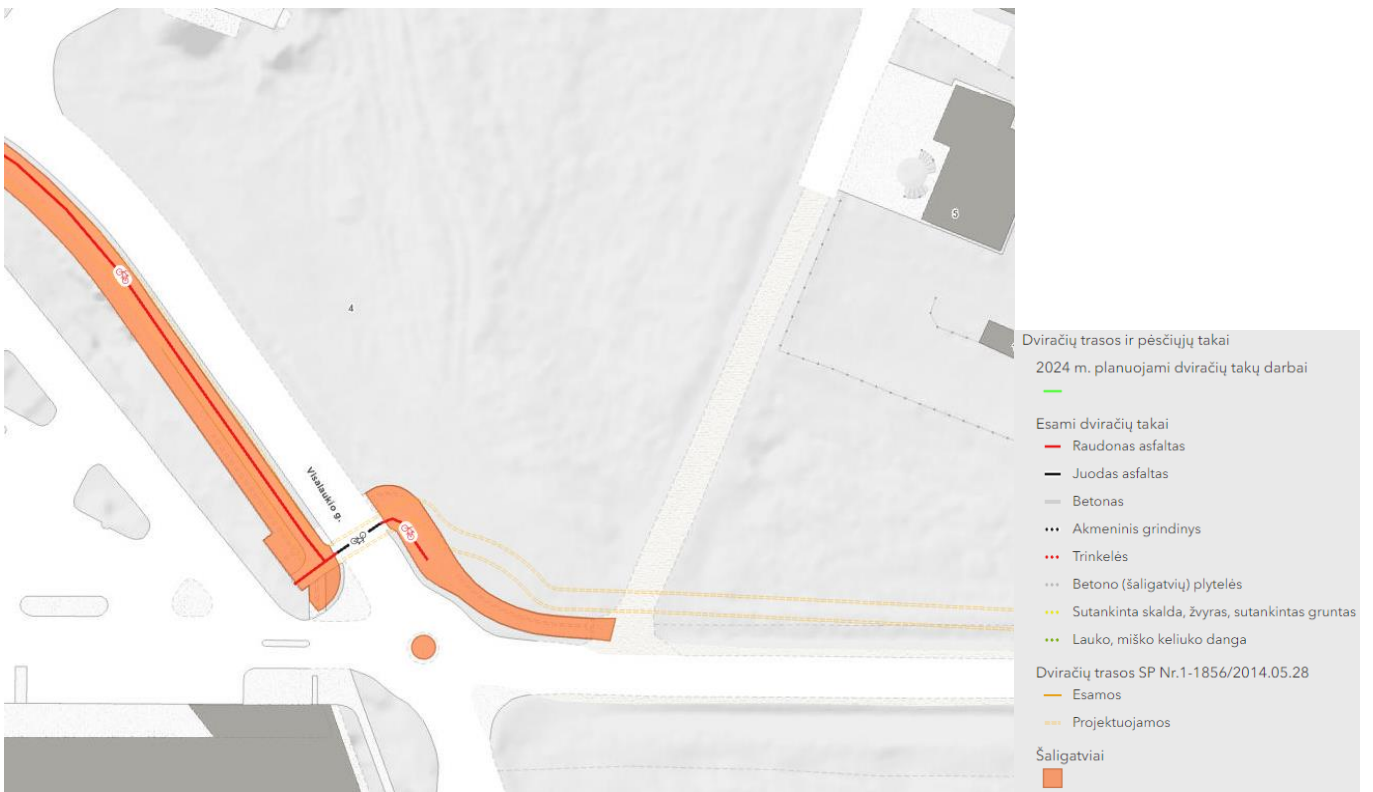 5
4
Visalaukio g.
Dviračių trasos ir pėsčiųjų takai
2024 m. planuojami dviračių takų darbai
Esami dviračių takai
Raudonas asfaltas
Juodas asfaltas
Betonas
Akmeninis grindinys
Trinkelės
Betono (šaligatvių) plytelės
Sutankinta skalda, žvyras, sutankintas gruntas
Lauko, miško keliuko danga
Dviračių trasos SP Nr.1-1856/2014.05.28
Esamos
Projektuojamos
Šaligatviai